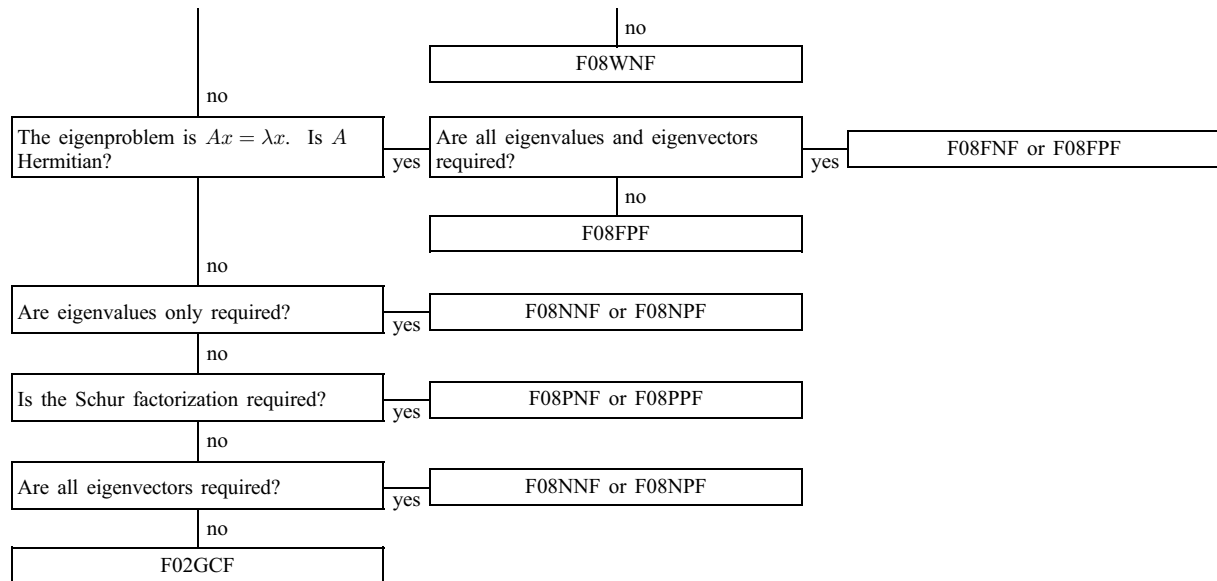 no
F08WNF
no
The eigenproblem is Ax = λx. Is A
Hermitian?
yes
Are all eigenvalues and eigenvectors
required?
yes
F08FNF or F08FPF
no
F08FPF
no
Are eigenvalues only required?
yes
F08NNF or F08NPF
no
Is the Schur factorization required?
yes
F08PNF or F08PPF
no
Are all eigenvectors required?
yes
F08NNF or F08NPF
no
F02GCF